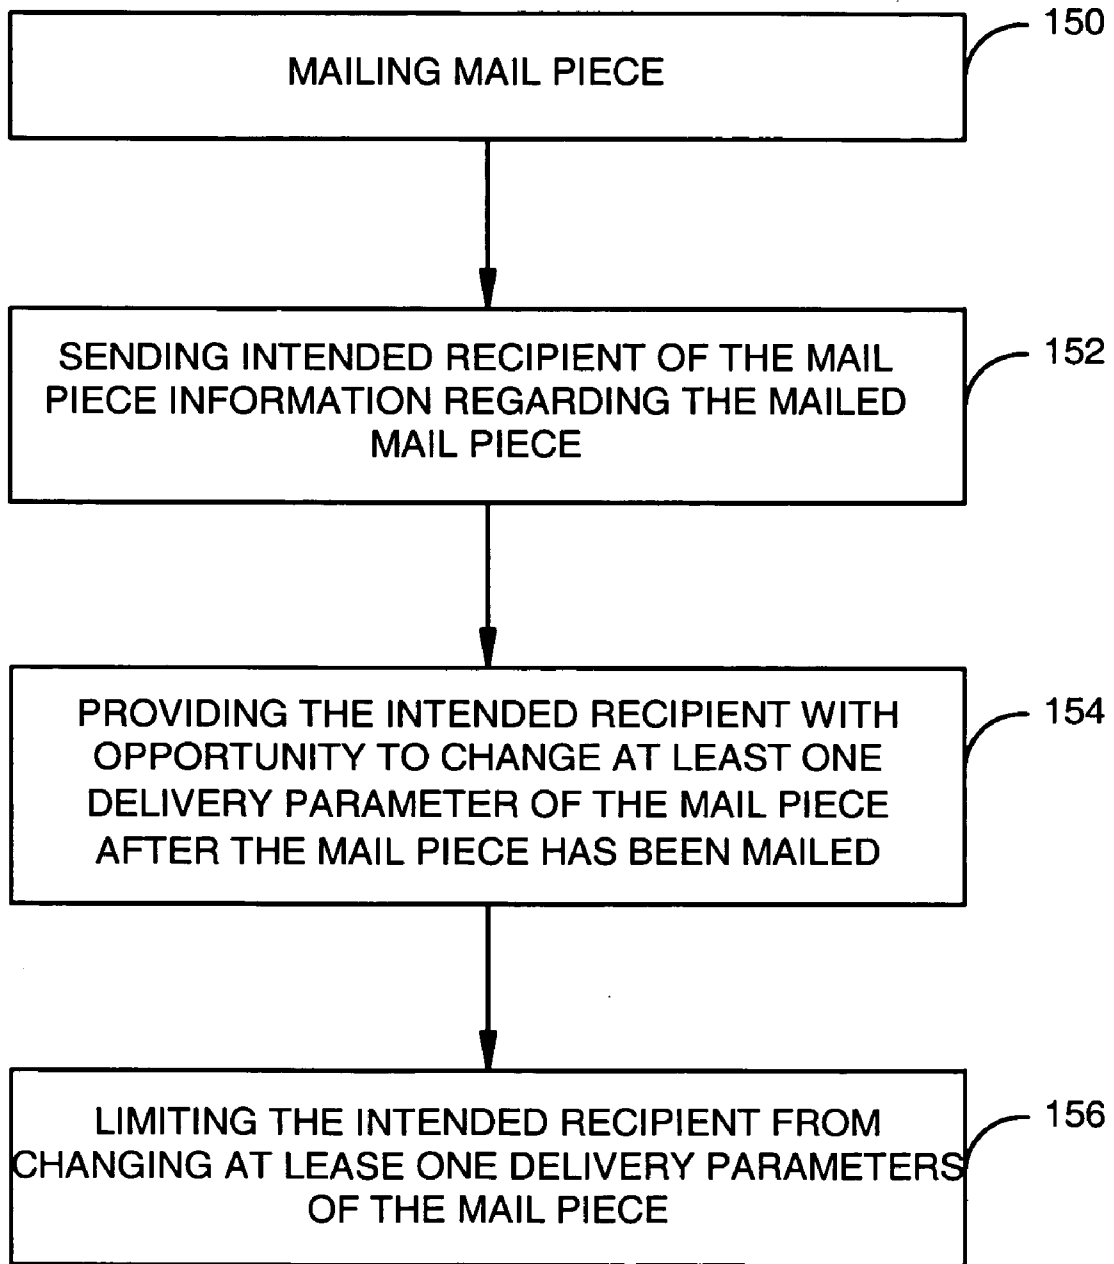 150
MAILING MAIL PIECE
152
SENDING INTENDED RECIPIENT OF THE MAIL
PIECE INFORMATION REGARDING THE MAILED
MAIL PIECE
154
PROVIDING THE INTENDED RECIPIENT WITH
OPPORTUNITY TO CHANGE AT LEAST ONE
DELIVERY PARAMETER OF THE MAIL PIECE
AFTER THE MAIL PIECE HAS BEEN MAILED
156
LIMITING THE INTENDED RECIPIENT FROM
CHANGING AT LEASE ONE DELIVERY PARAMETERS
OF THE MAIL PIECE